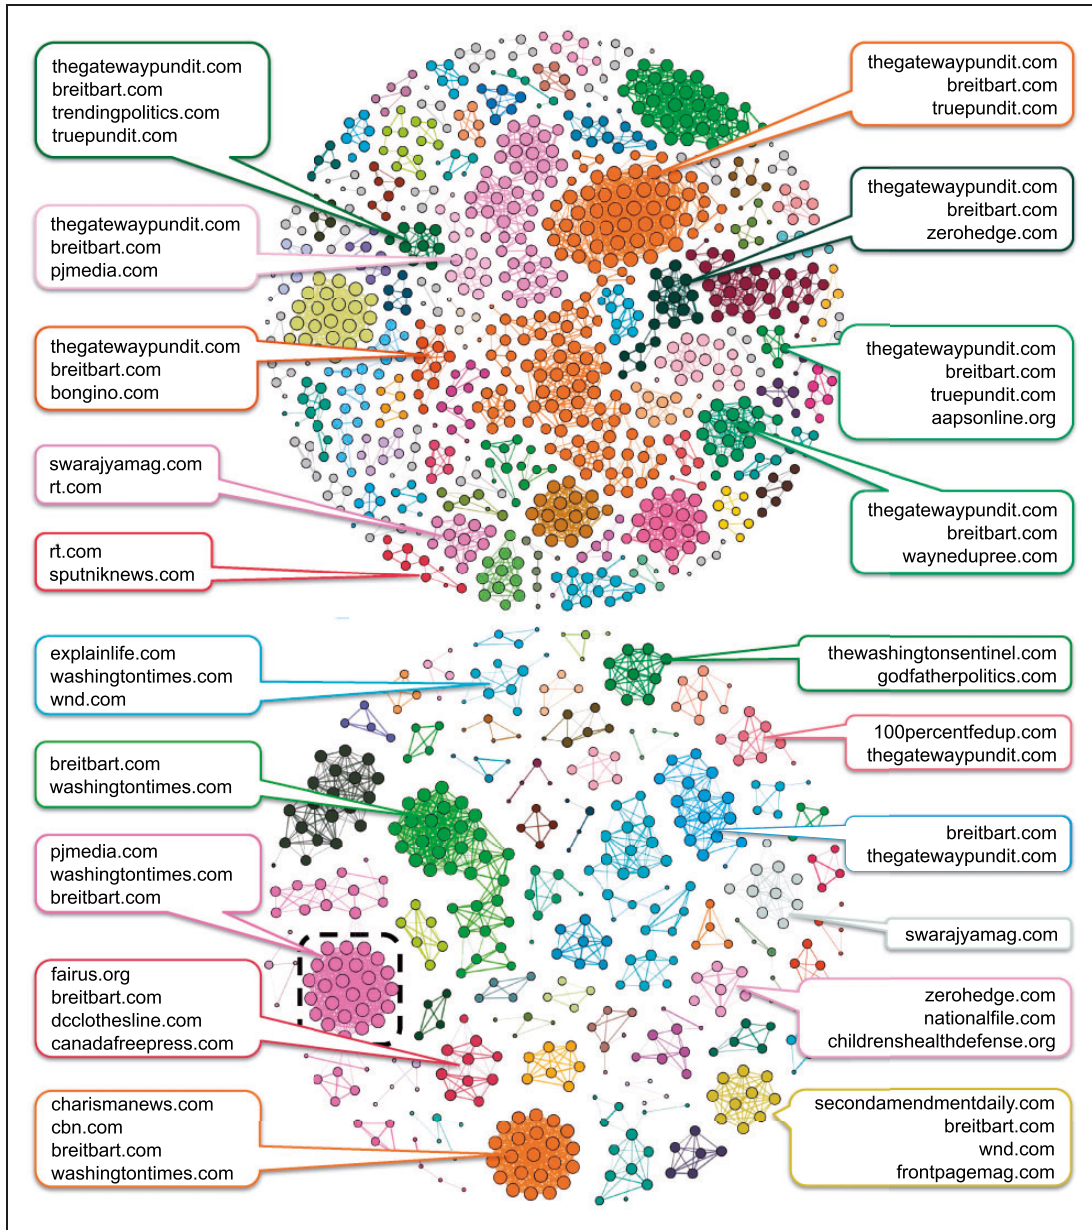 thegatewaypundit.com
breitbart.com
trendingpolitics.com
truepundit.com
thegatewaypundit.com
breitbart.com
pjmedia.com
thegatewaypundit.com
breitbart.com
bongino.com
swarajyamag.com
rt.com
rt.com
sputniknews.com
thegatewaypundit.com
breitbart.com
truepundit.com
thegatewaypundit.com
breitbart.com
zerohedge.com
thegatewaypundit.com
breitbart.com
truepundit.com
aapsonline.org
thegatewaypundit.com
breitbart.com
waynedupree.com
explainlife.com
washingtontimes.com
wnd.com
breitbart.com
washingtontimes.com
pjmedia.com
washingtontimes.com
breitbart.com
fairus.org
breitbart.com
dcclothesline.com
canadafreepress.com
charismanews.com
cbn.com
breitbart.com
washingtontimes.com
thewashingtonsentinel.com
godfatherpolitics.com
100percentfedup.com
thegatewaypundit.com
breitbart.com
thegatewaypundit.com
swarajyamag.com
zerohedge.com
nationalfile.com
childrenshealthdefense.org
secondamendmentdaily.com
breitbart.com
wnd.com
frontpagemag.com